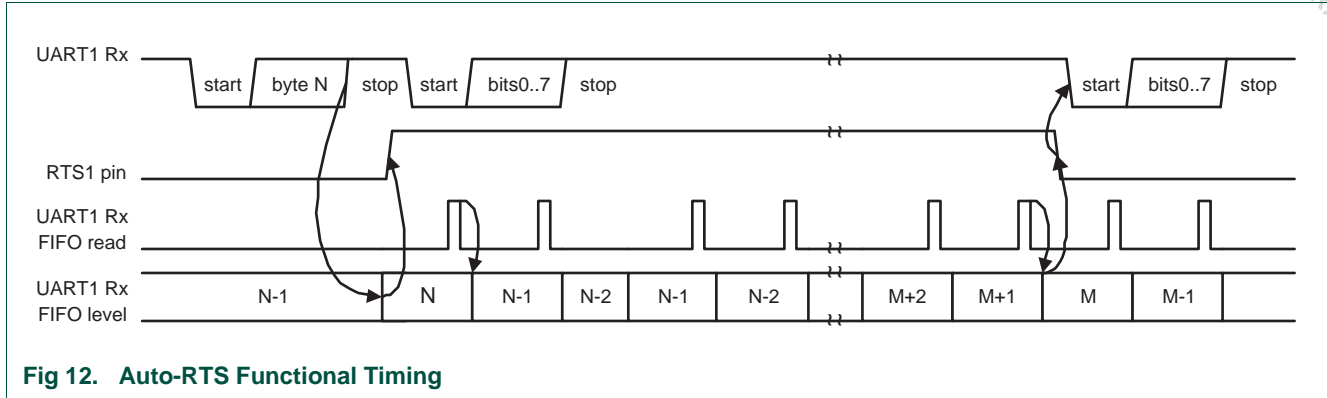 UART1 Rx
start byte N stop start bits0..7 stop start bits0..7 stop
RTS1 pin
UART1 Rx
FIFO read
UART1 Rx
FIFO level
N-1 N N-1 N-2 N-1 N-2 M+2 M+1 M M-1
Fig 12. Auto-RTS Functional Timing